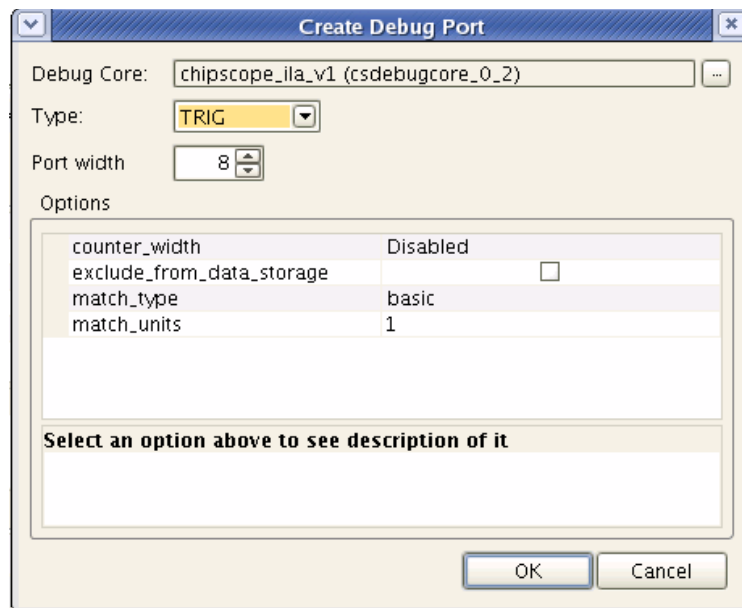 Create Debug Port
Debug Core: chipscope_ila_v1 (csdebugcore_0_2) ...
Type: TRIG
Port width 8
Options
counter_width Disabled
exclude_from_data_storage
match_type basic
match_units 1
Select an option above to see description of it
OK Cancel